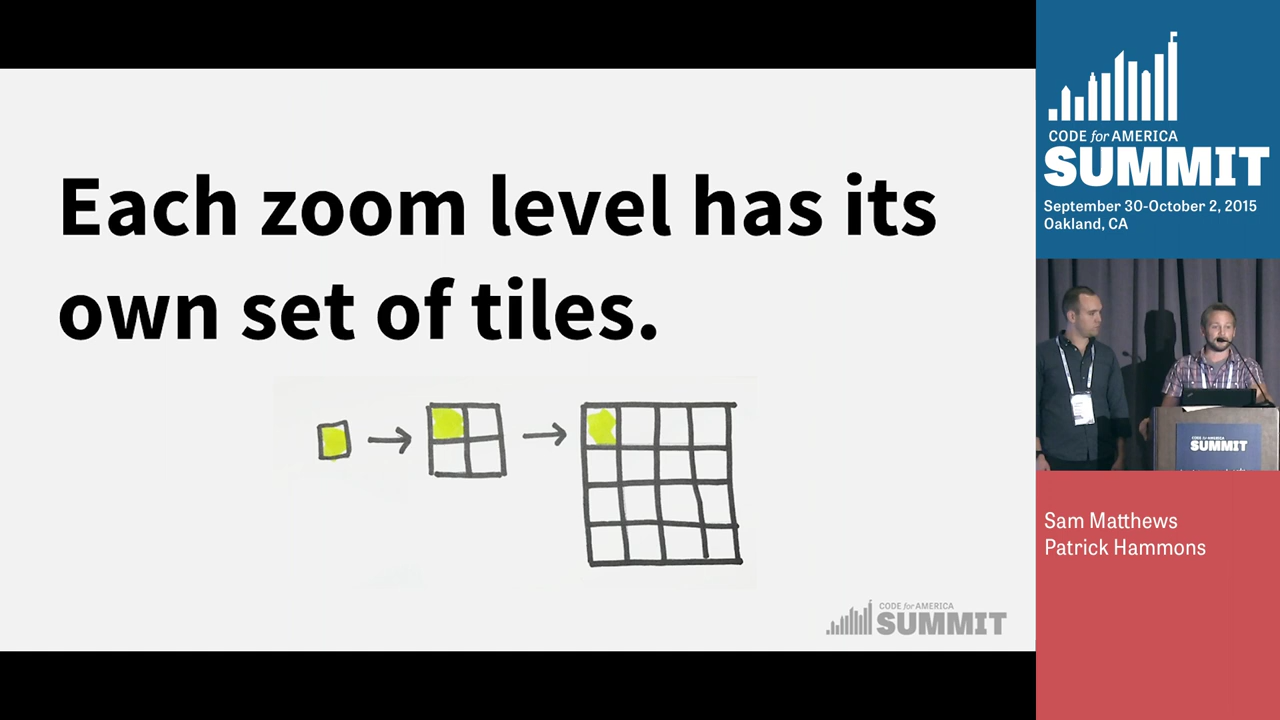 Each zoom level has its
own set of tiles.
CODE for AMERICA
SUMMIT
CODE for AMERICA
SUMMIT
September 30-October 2, 2015
Oakland, CA
SUMMIT
Sam Matthews
Patrick Hammons